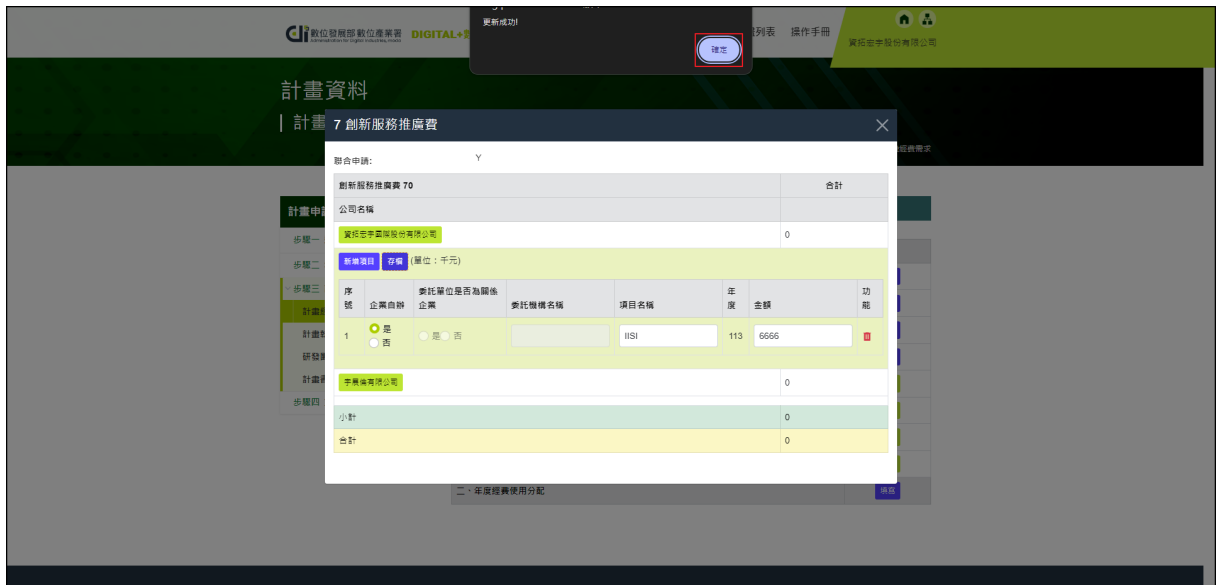 更新成功!
確定
數位發展部數位產業署
DIGITAL+
列表 操作手冊
資拓忠宇股份有限公司
計畫資料
計畫
7 創新服務推廣費
經費需求
聯合申請: Y
創新服務推廣費 70 合計
公司名稱
資拓宏宇國際股份有限公司 0
新增項目 存檔 (單位：千元)
序號 企業自辦 委託單位是否為關係企業 委託機構名稱 項目名稱 年度 金額 功能
1 是 否 是 否 IISI 113 6666
0
小計 0
合計 0
計畫申
步驟一
步驟二
步驟三
計畫
計畫
研發
計畫
步驟四
二、年度經費使用分配 填寫